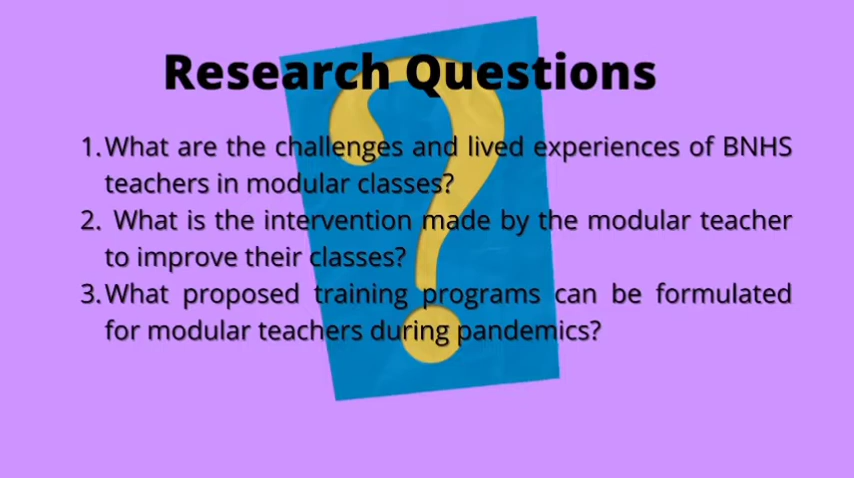 Research Questions
1. What are the challenges and lived experiences of BNHS
teachers in modular classes?
2. What is the intervention made by the modular teacher
to improve their classes?
3. What proposed training programs can be formulated
for modular teachers during pandemics?